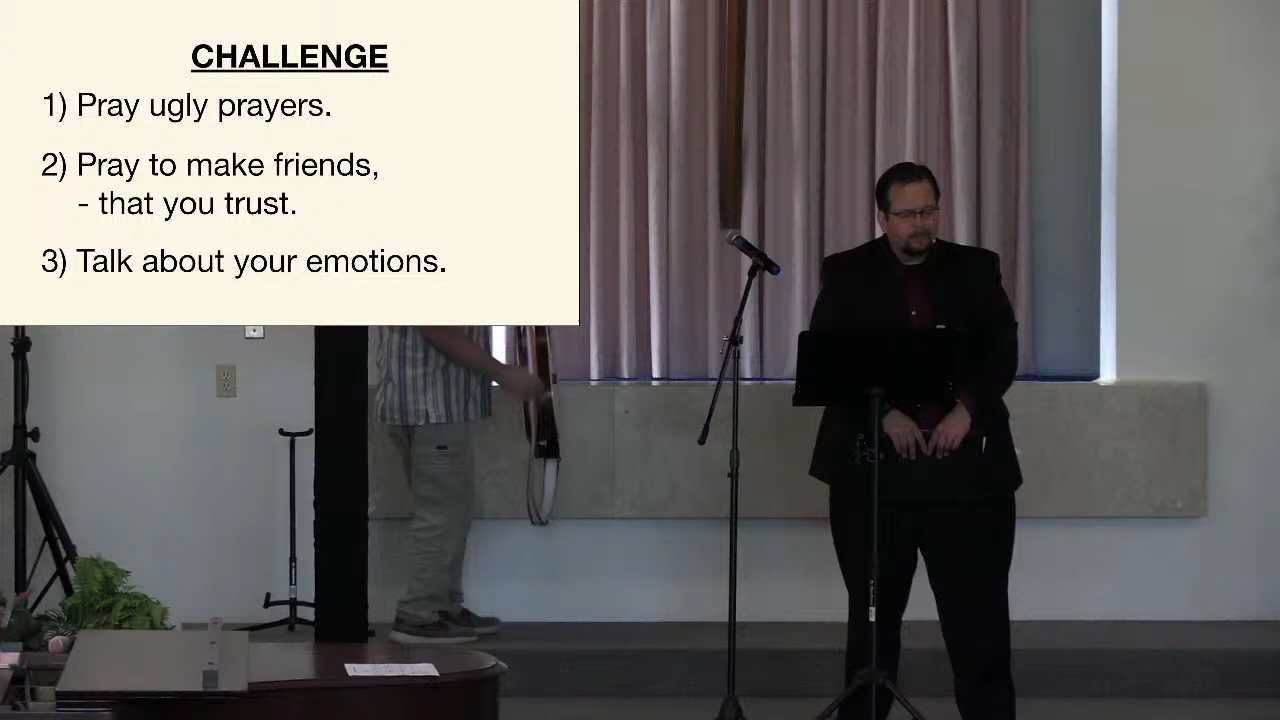 CHALLENGE
1) Pray ugly prayers.
2) Pray to make friends,
- that you trust.
3) Talk about your emotions.